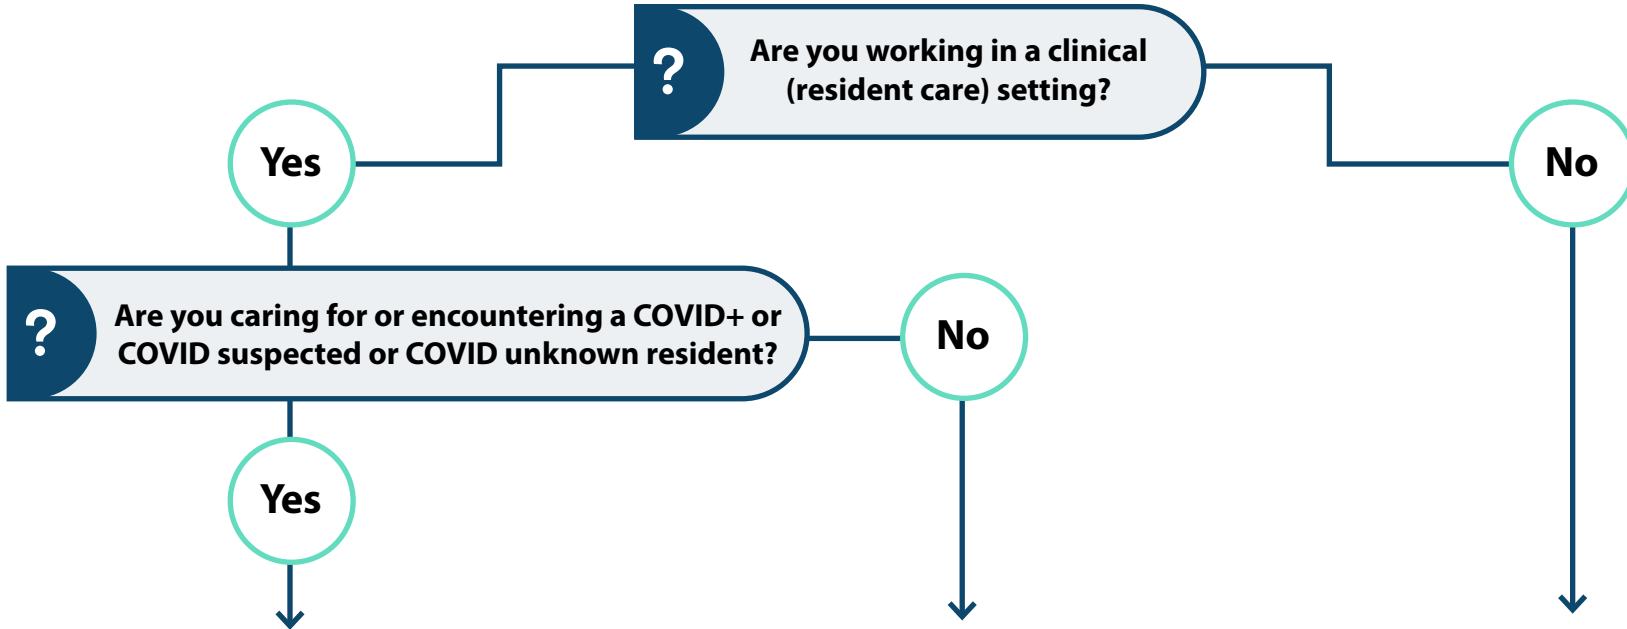 ?
Are you working in a clinical
(resident care) setting?
Yes
No
?
Are you caring for or encountering a COVID+ or
COVID suspected or COVID unknown resident?
No
Yes